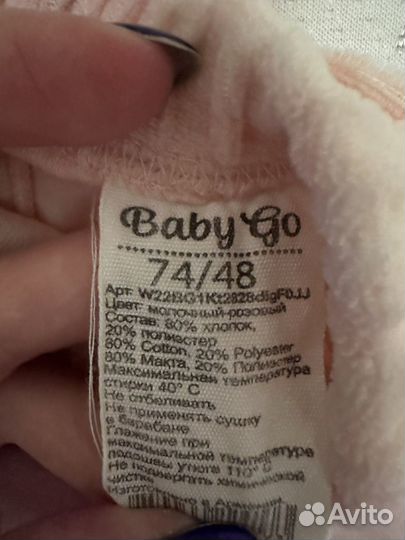 Baby Go
74/48
Арт. W22BG1Kt2828digF0JJ
Цвет: молочный-розовый
Состав: 80% хлопок,
20% полиэстер
80% Cotton, 20% Polyester
80% Мақта, 20% Полиэстер
Максимальная температура
стирки 40° С
Не отбеливать
Не применять сушку
в барабане
Глажение при
максимальной температуре
подошвы утюга 110° С
Не подвергать химической
чистке
Avito